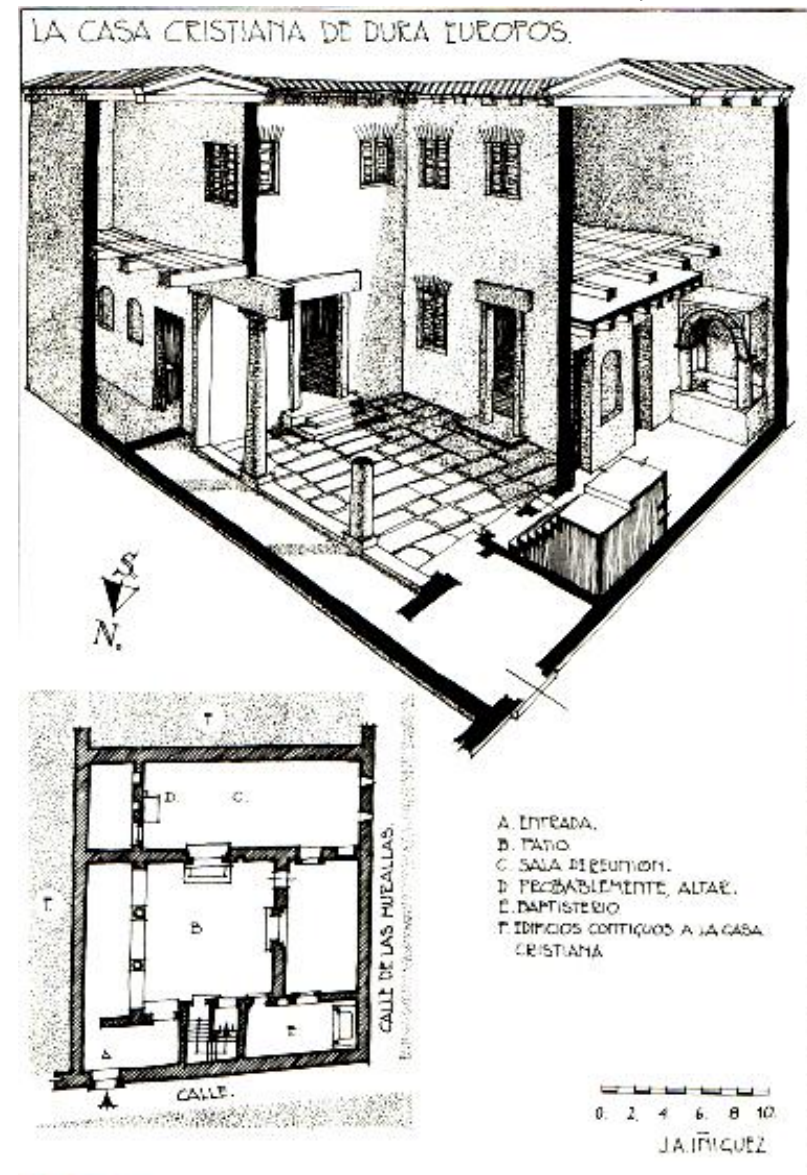 LA CASA CRISTIANA DE DURA EUROPOS.
S.
N.
F.
D. C.
F.
B
E
A
CALLE DE LAS MURALLAS.
CALLE.
A. ENTRADA.
B. PATIO.
C. SALA DE REUNION.
D. PROBABLEMENTE, ALTAR.
E. BAPTISTERIO
F. EDIFICIOS CONTIGUOS A LA CASA
CRISTIANA
0. 2. 4 6. 8 10.
J.A. IÑIGUEZ